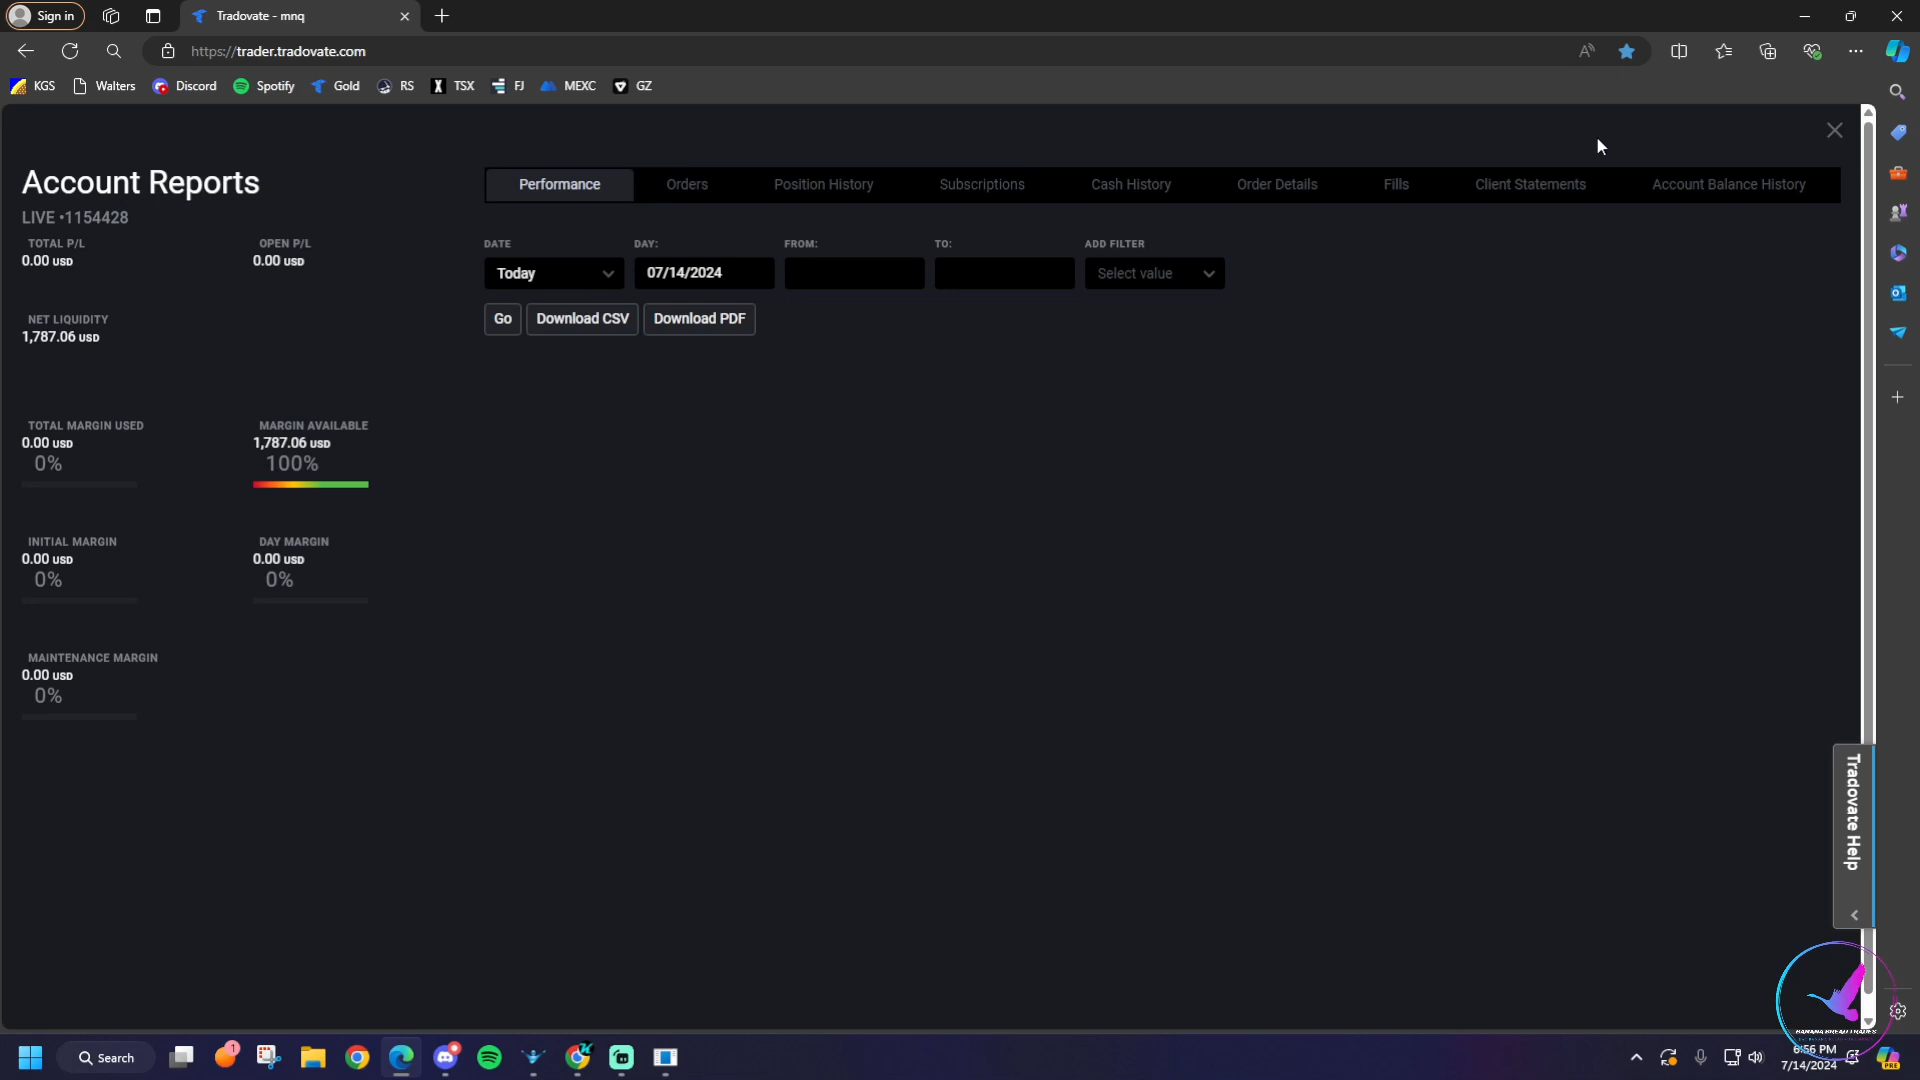 Sign in
Tradovate - mnq
https://trader.tradovate.com
KGS Walters Discord Spotify Gold RS TSX FJ MEXC GZ
Account Reports
LIVE •1154428
TOTAL P/L OPEN P/L
0.00 USD 0.00 USD
NET LIQUIDITY
1,787.06 USD
TOTAL MARGIN USED MARGIN AVAILABLE
0.00 USD 1,787.06 USD
0% 100%
INITIAL MARGIN DAY MARGIN
0.00 USD 0.00 USD
0% 0%
MAINTENANCE MARGIN
0.00 USD
0%
Performance Orders Position History Subscriptions Cash History Order Details Fills Client Statements Account Balance History
DATE DAY: FROM: TO: ADD FILTER
Today 07/14/2024 Select value
Go Download CSV Download PDF
Tradovate Help
BANANA BREAD TRADES
Search
1
6:56 PM
7/14/2024
PRE